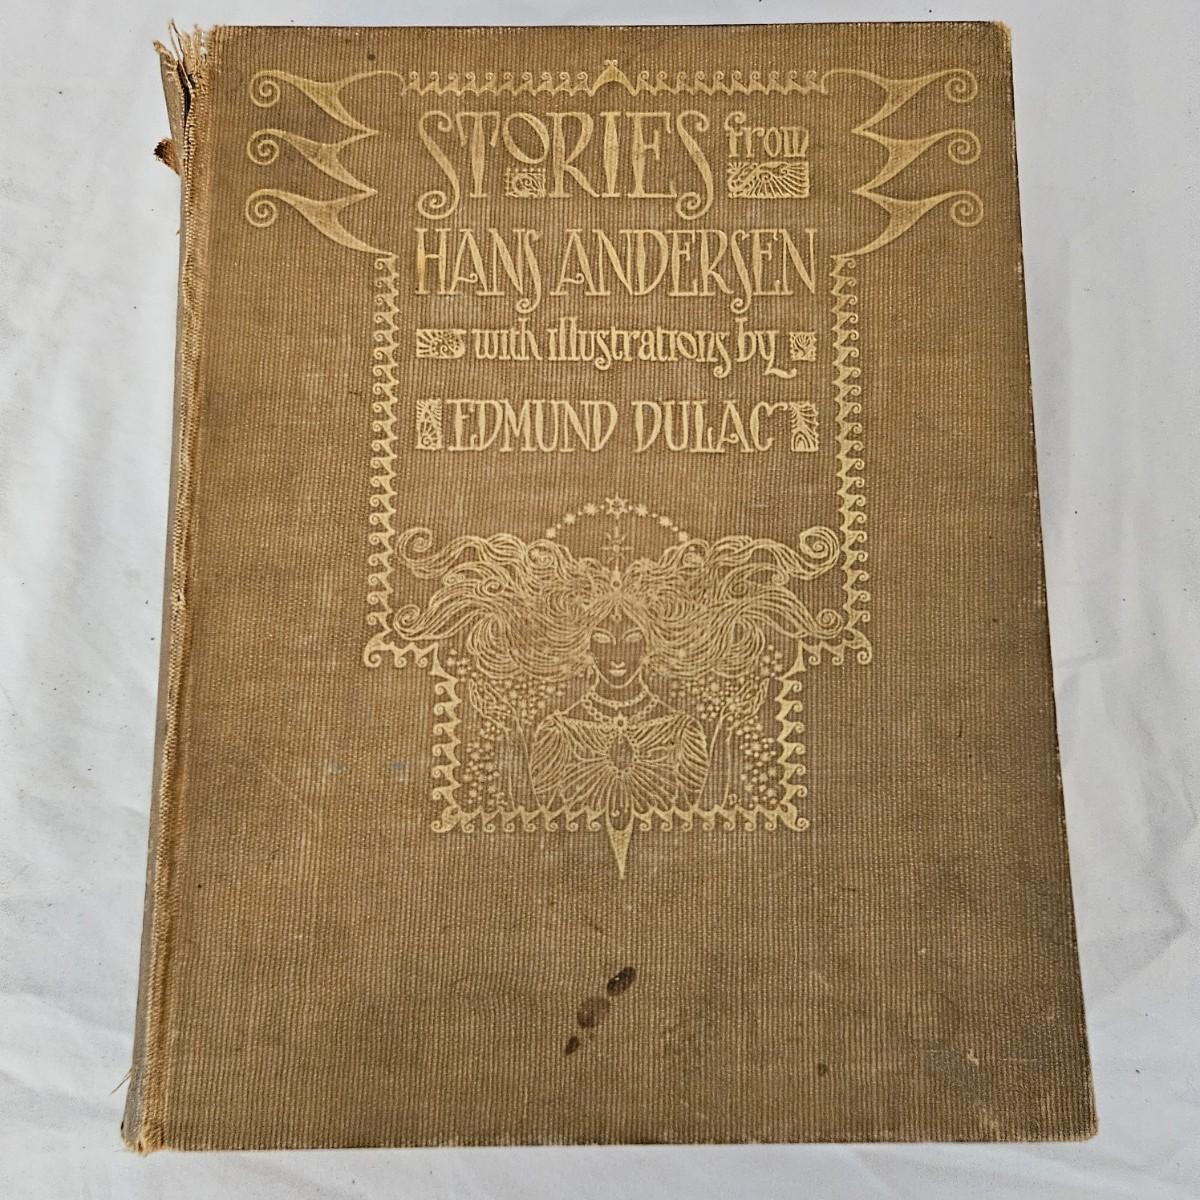 STORIES from
HANS ANDERSEN
with illustrations by
EDMUND DULAC